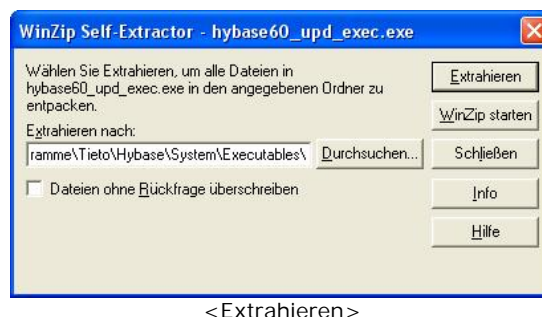 WinZip Self-Extractor - hybase60_upd_exec.exe
Wählen Sie Extrahieren, um alle Dateien in
hybase60_upd_exec.exe in den angegebenen Ordner zu
entpacken.
Extrahieren nach:
ramme\Tieto\Hybase\System\Executables\ Durchsuchen...
Dateien ohne Rückfrage überschreiben
Extrahieren
WinZip starten
Schließen
Info
Hilfe
<Extrahieren>